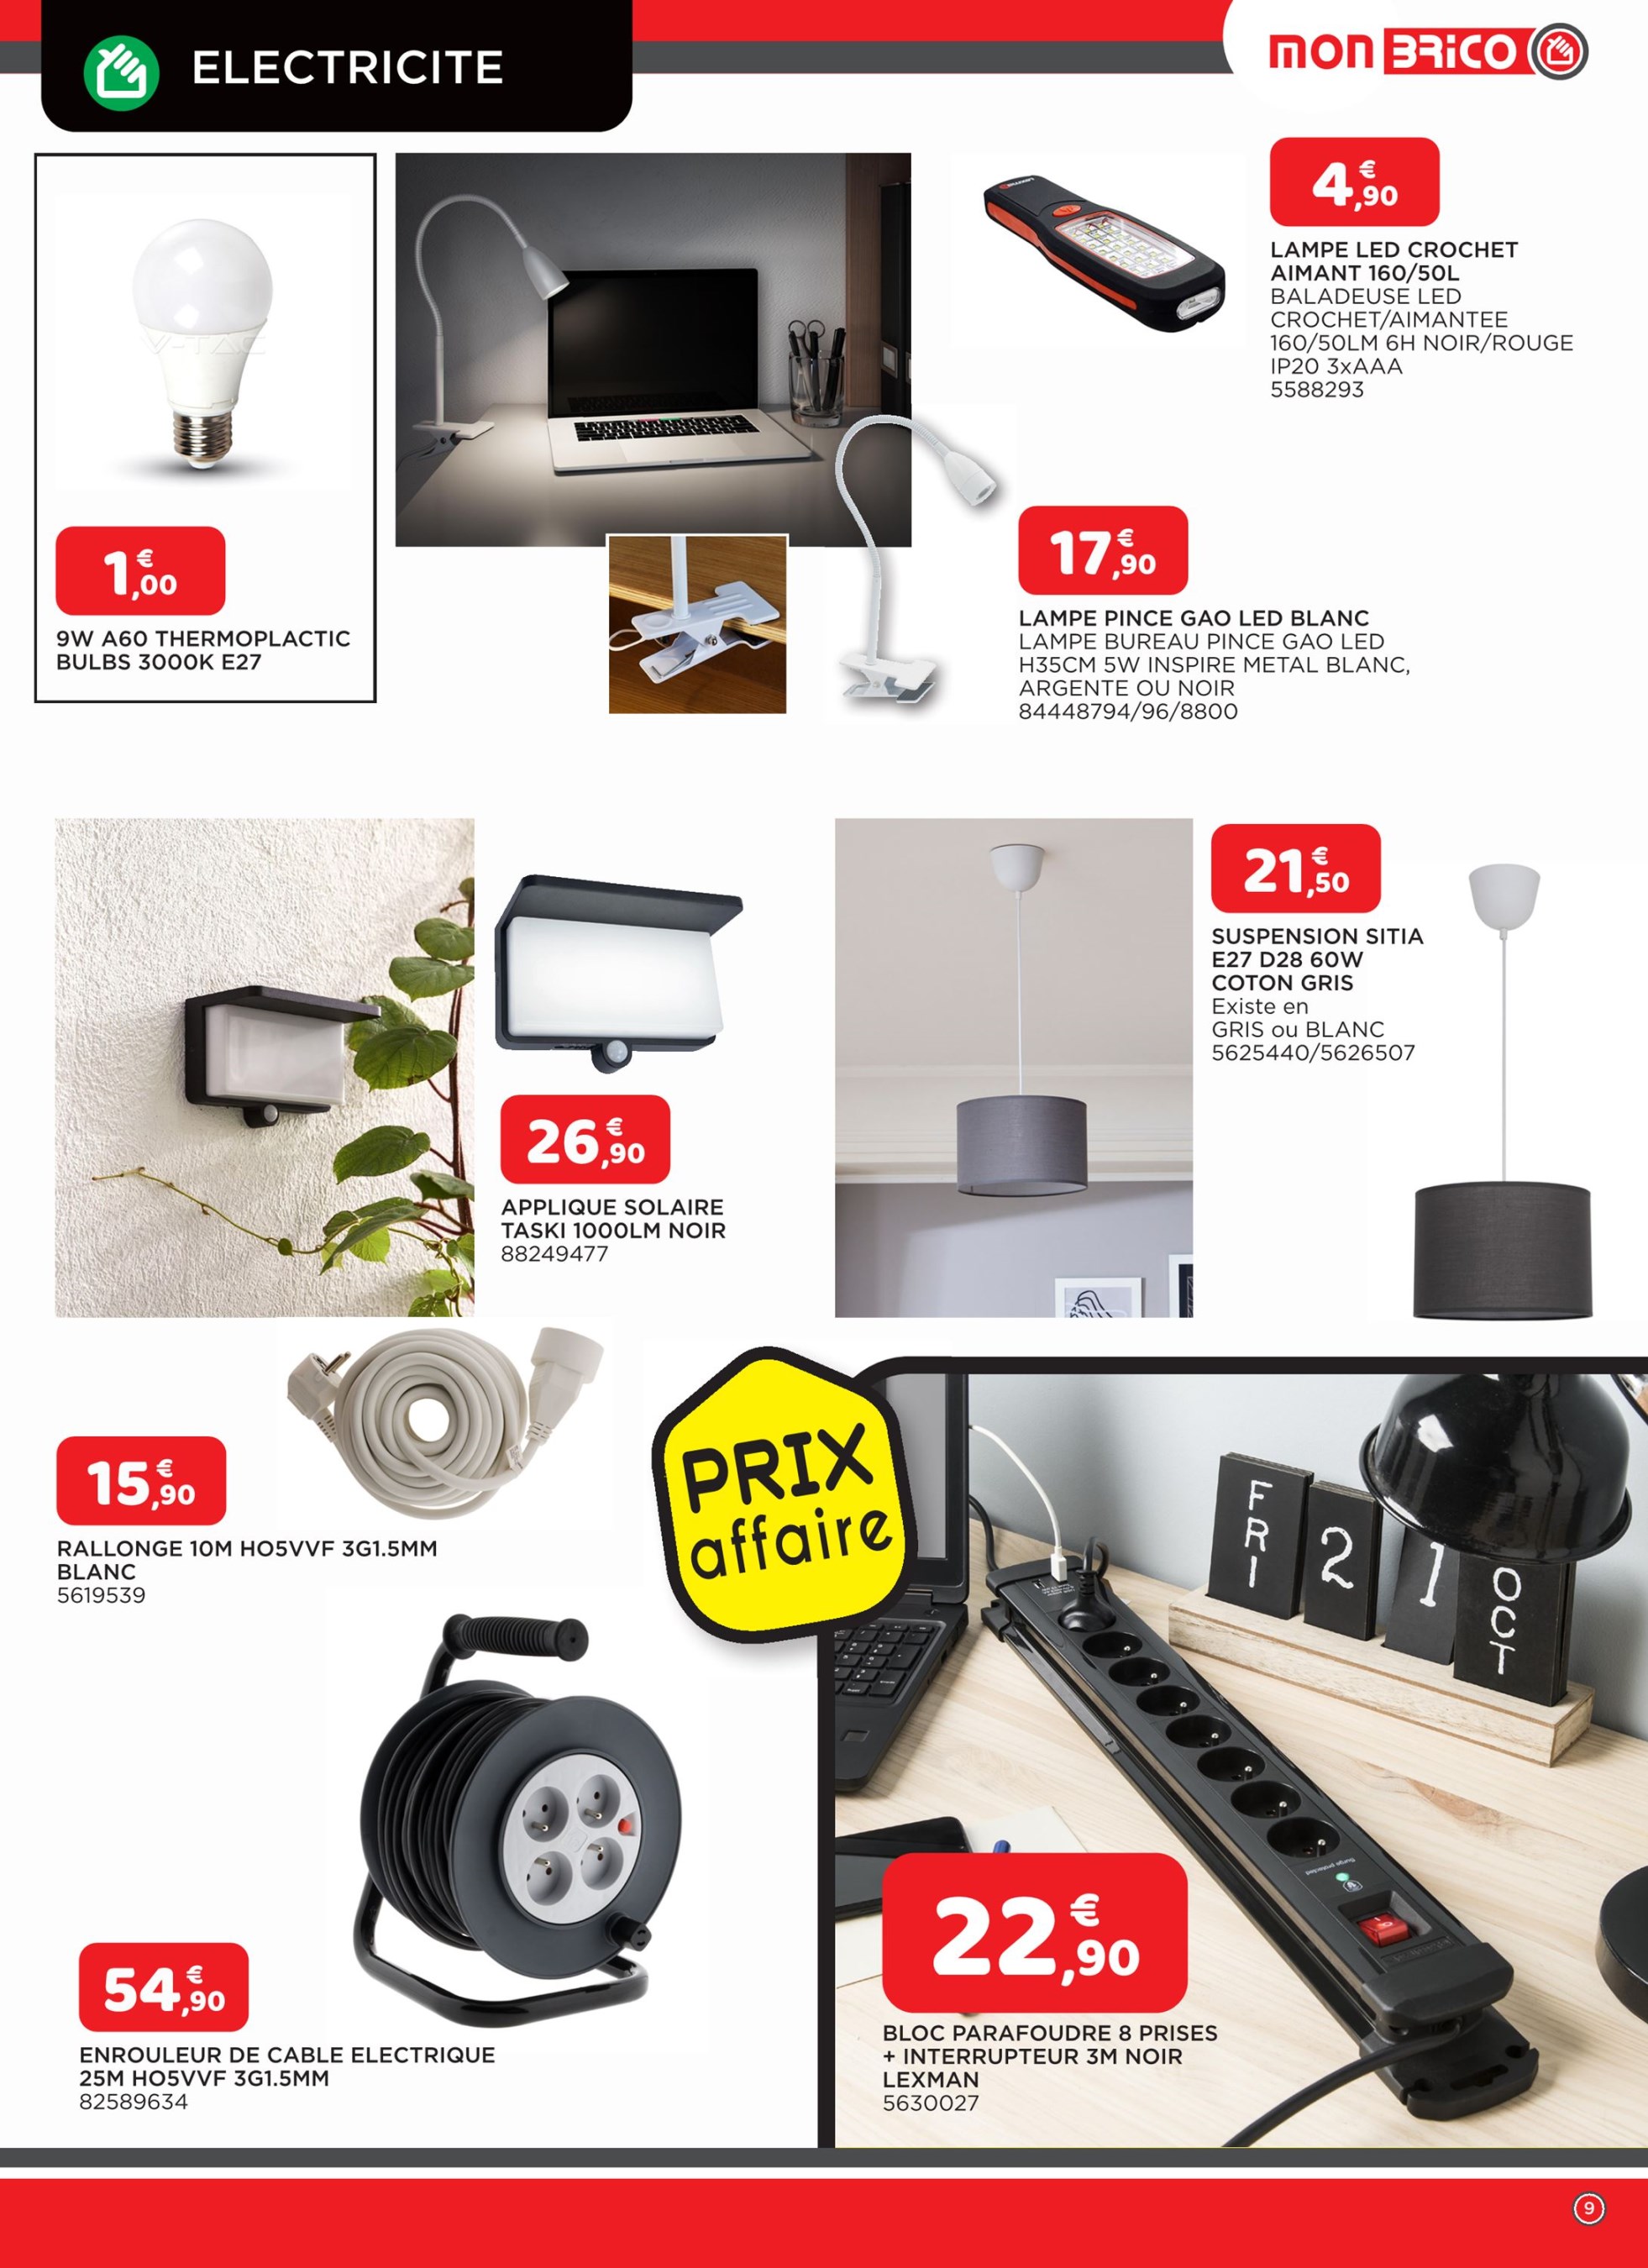 ELECTRICITE
mon BRICO
4,€90
LAMPE LED CROCHET
AIMANT 160/50L
BALADEUSE LED
CROCHET/AIMANTEE
160/50LM 6H NOIR/ROUGE
IP20 3xAAA
5588293
V-TAC
1,€00
9W A60 THERMOPLACTIC
BULBS 3000K E27
17,€90
LAMPE PINCE GAO LED BLANC
LAMPE BUREAU PINCE GAO LED
H35CM 5W INSPIRE METAL BLANC,
ARGENTE OU NOIR
84448794/96/8800
26,€90
APPLIQUE SOLAIRE
TASKI 1000LM NOIR
88249477
21,€50
SUSPENSION SITIA
E27 D28 60W
COTON GRIS
Existe en
GRIS ou BLANC
5625440/5626507
15,€90
RALLONGE 10M HO5VVF 3G1.5MM
BLANC
5619539
PRIX
affaire
FRI
2
1
OCT
54,€90
ENROULEUR DE CABLE ELECTRIQUE
25M HO5VVF 3G1.5MM
82589634
Surge protected
22,€90
BLOC PARAFOUDRE 8 PRISES
+ INTERRUPTEUR 3M NOIR
LEXMAN
5630027
9